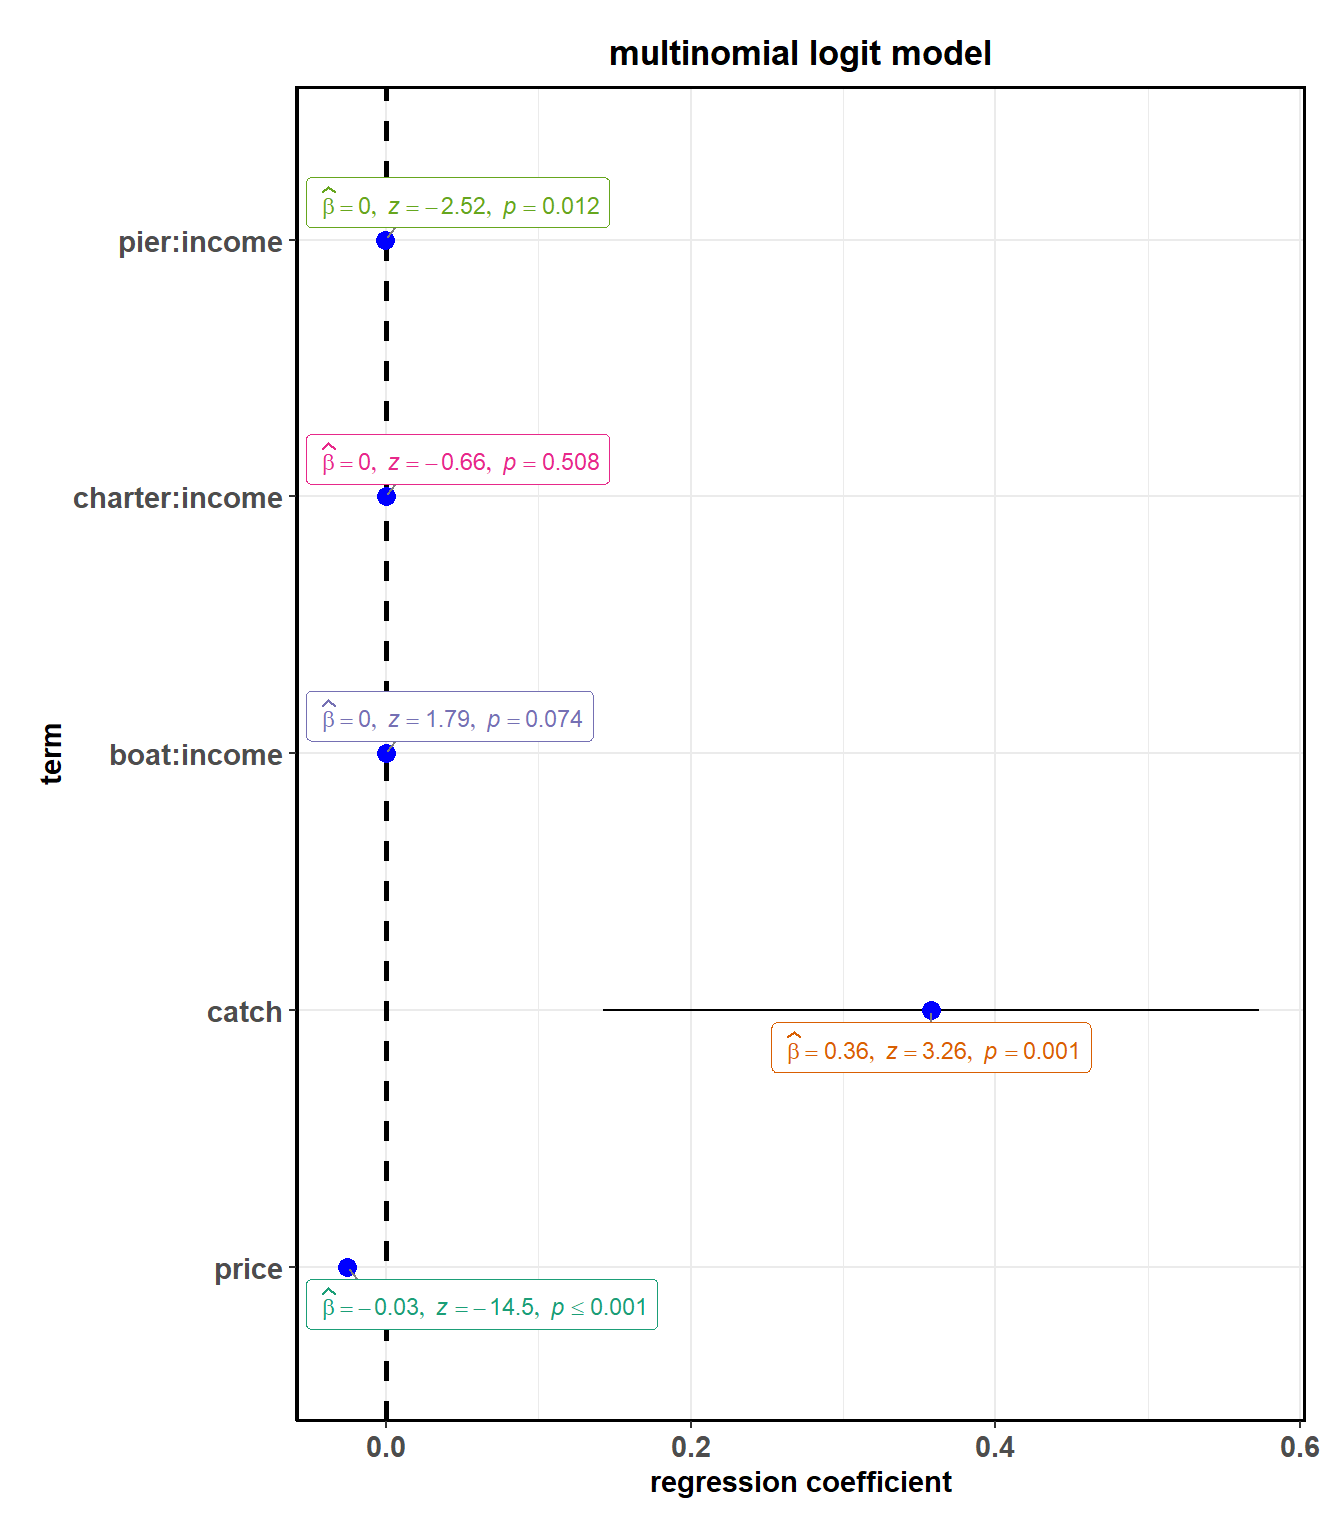 multinomial logit model
β̂ = 0, z = −2.52, p = 0.012
pier:income
β̂ = 0, z = −0.66, p = 0.508
charter:income
β̂ = 0, z = 1.79, p = 0.074
boat:income
term
catch
β̂ = 0.36, z = 3.26, p = 0.001
price
β̂ = −0.03, z = −14.5, p ≤ 0.001
0.0 0.2 0.4 0.6
regression coefficient